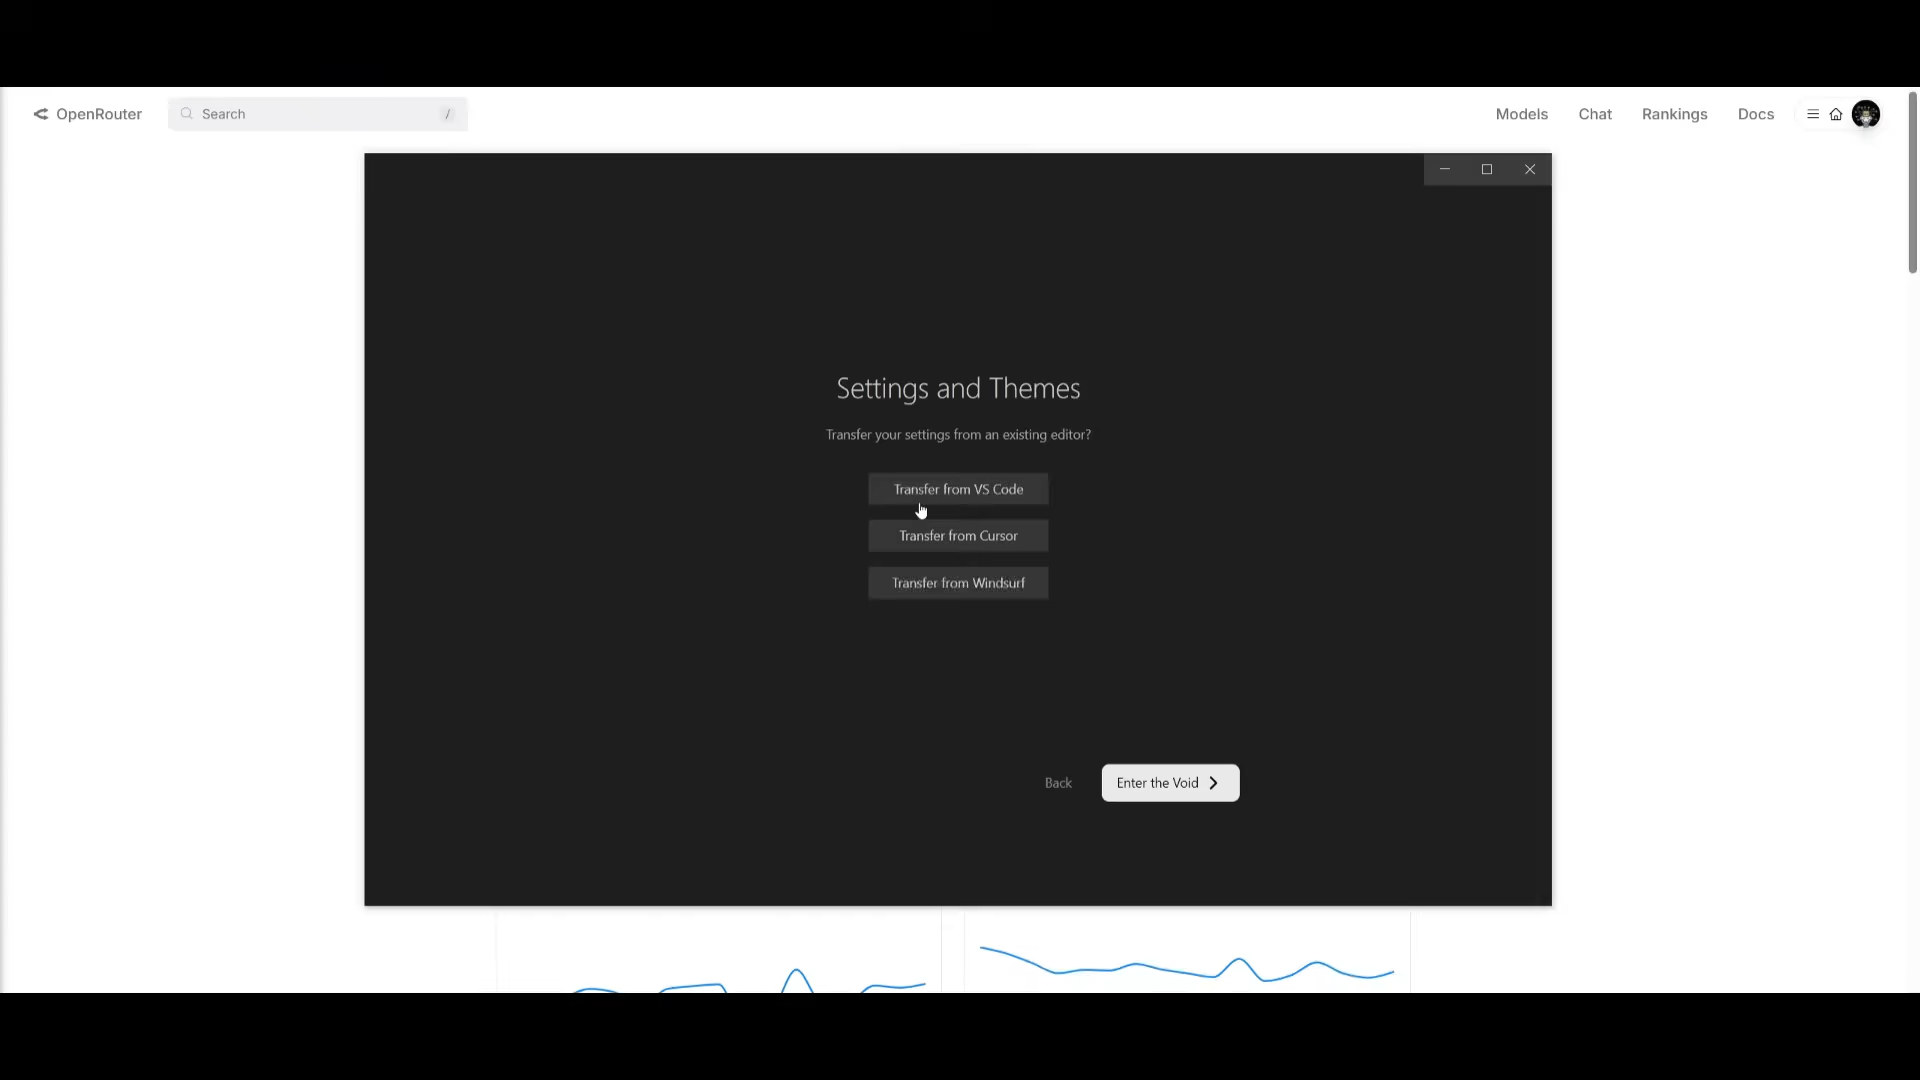 OpenRouter
Search
/
Models
Chat
Rankings
Docs
Settings and Themes
Transfer your settings from an existing editor?
Transfer from VS Code
Transfer from Cursor
Transfer from Windsurf
Back
Enter the Void